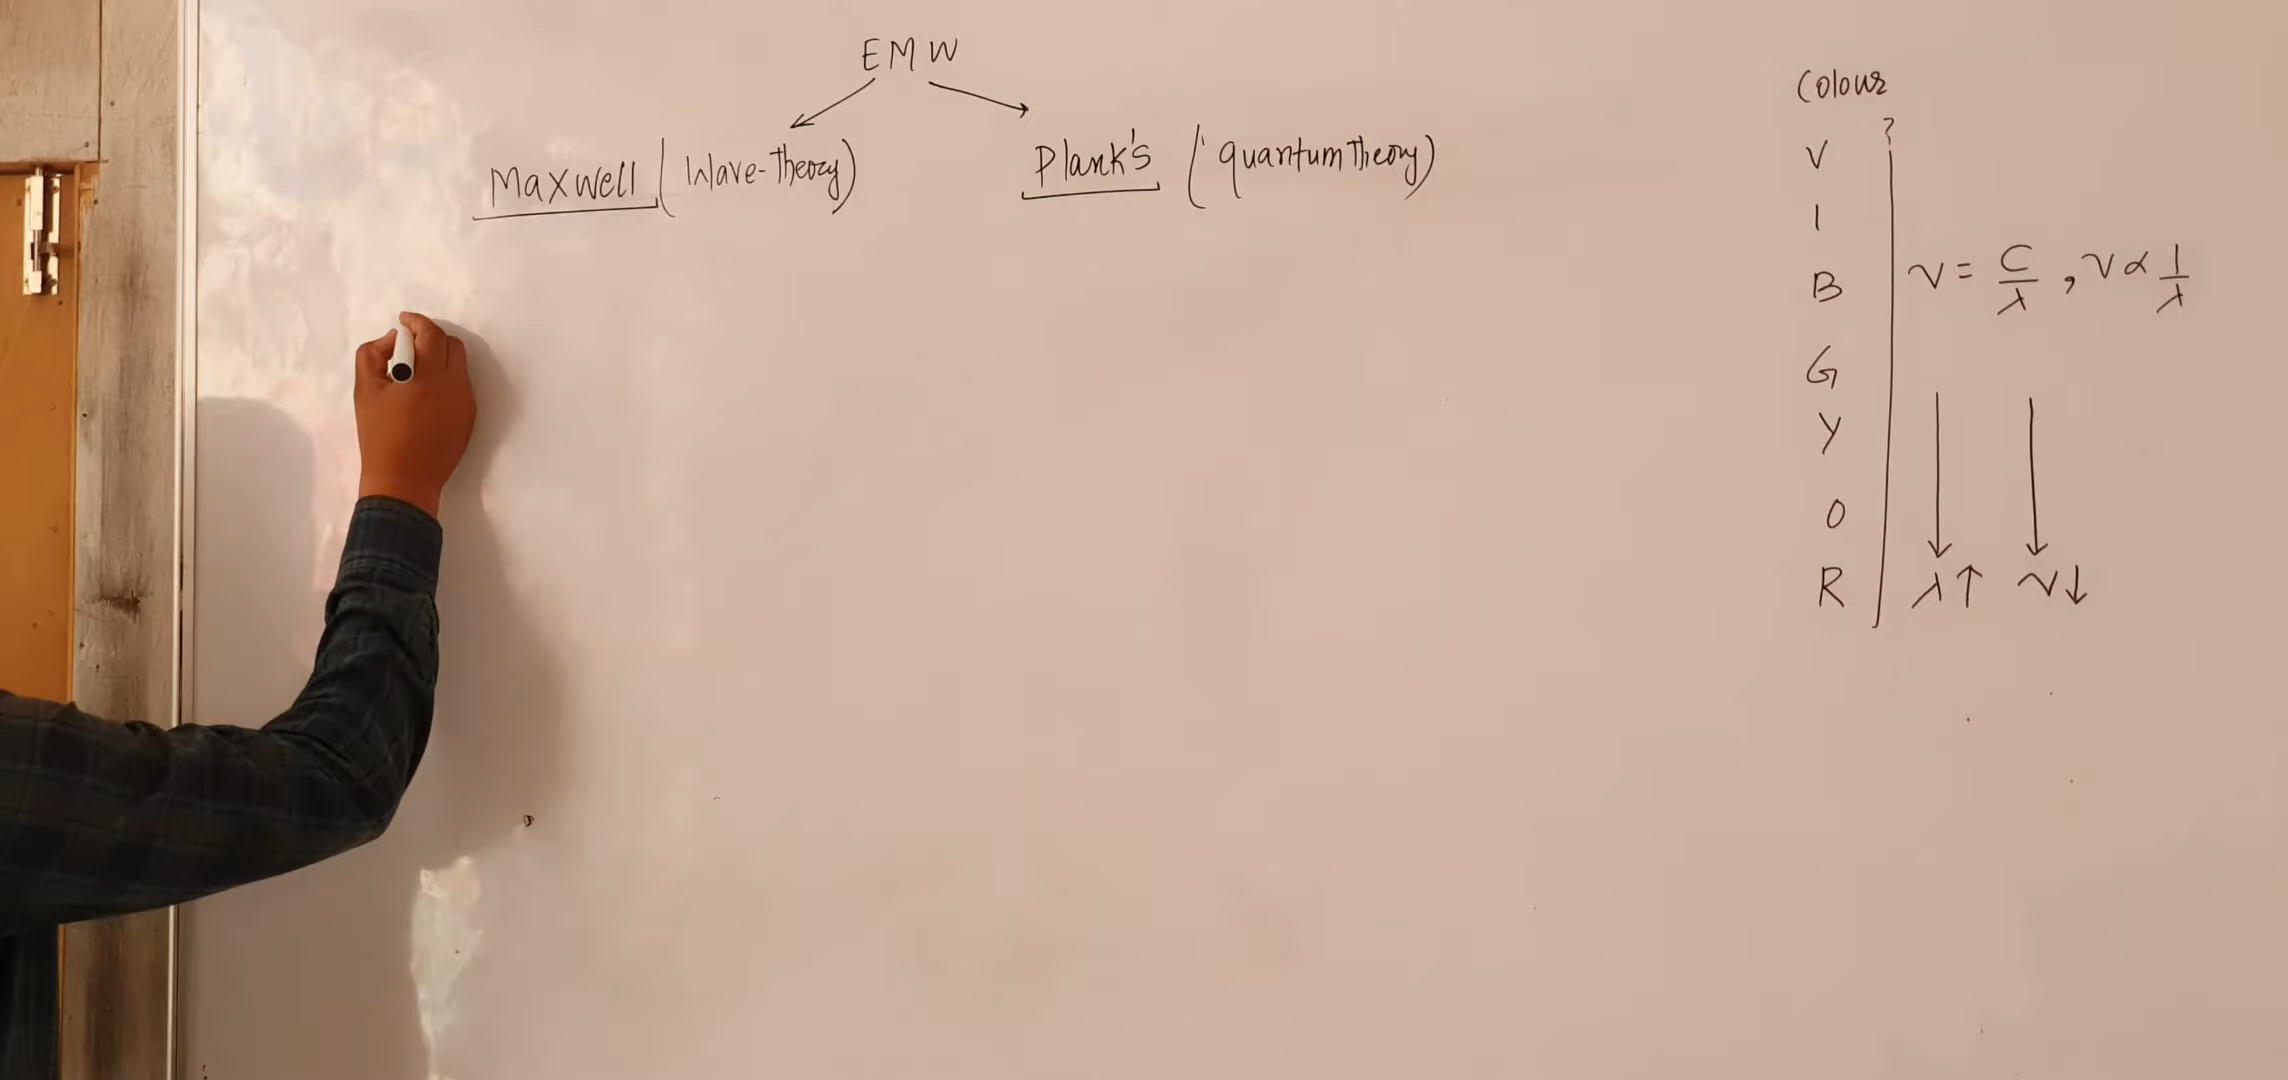 EMW
Maxwell (Wave-Theory)
Plank's (quantum Theory)
Colour
V
I
B
G
Y
O
R
ν = C/λ , ν ∝ 1/λ
λ↑ ν↓